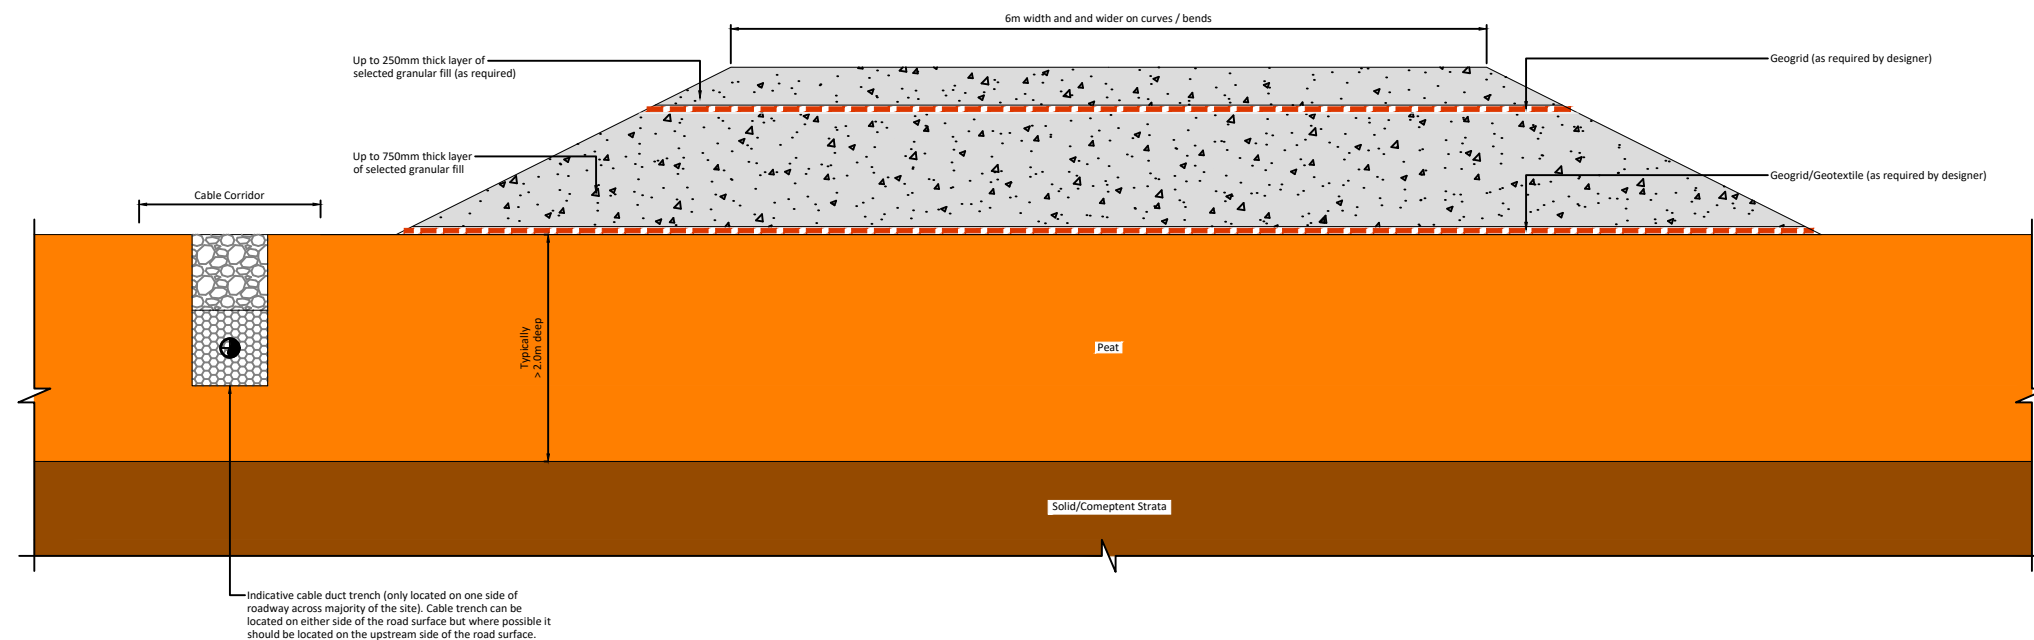 6m width and and wider on curves / bends
Up to 250mm thick layer of
selected granular fill (as required)
Geogrid (as required by designer)
Up to 750mm thick layer
of selected granular fill
Geogrid/Geotextile (as required by designer)
Cable Corridor
Typically
> 2.0m deep
Peat
Solid/Comeptent Strata
Indicative cable duct trench (only located on one side of
roadway across majority of the site). Cable trench can be
located on either side of the road surface but where possible it
should be located on the upstream side of the road surface.